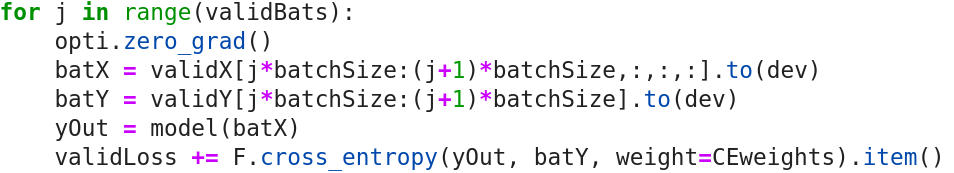 for j in range(validBats):
    opti.zero_grad()
    batX = validX[j*batchSize:(j+1)*batchSize,:,:,:].to(dev)
    batY = validY[j*batchSize:(j+1)*batchSize].to(dev)
    yOut = model(batX)
    validLoss += F.cross_entropy(yOut, batY, weight=CEweights).item()